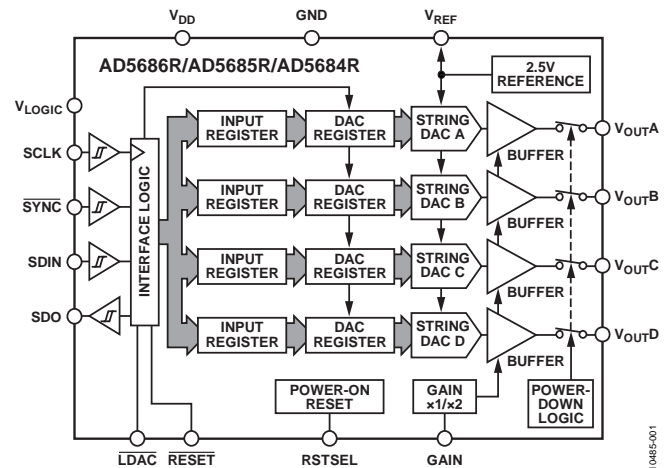 VDD
GND
VREF
AD5686R/AD5685R/AD5684R
2.5V
REFERENCE
VLOGIC
SCLK
SYNC
SDIN
SDO
INTERFACE LOGIC
INPUT
REGISTER
DAC
REGISTER
STRING
DAC A
BUFFER
VOUTA
INPUT
REGISTER
DAC
REGISTER
STRING
DAC B
BUFFER
VOUTB
INPUT
REGISTER
DAC
REGISTER
STRING
DAC C
BUFFER
VOUTC
INPUT
REGISTER
DAC
REGISTER
STRING
DAC D
BUFFER
VOUTD
POWER-ON
RESET
GAIN
×1/×2
POWER-
DOWN
LOGIC
LDAC
RESET
RSTSEL
GAIN
10485-001